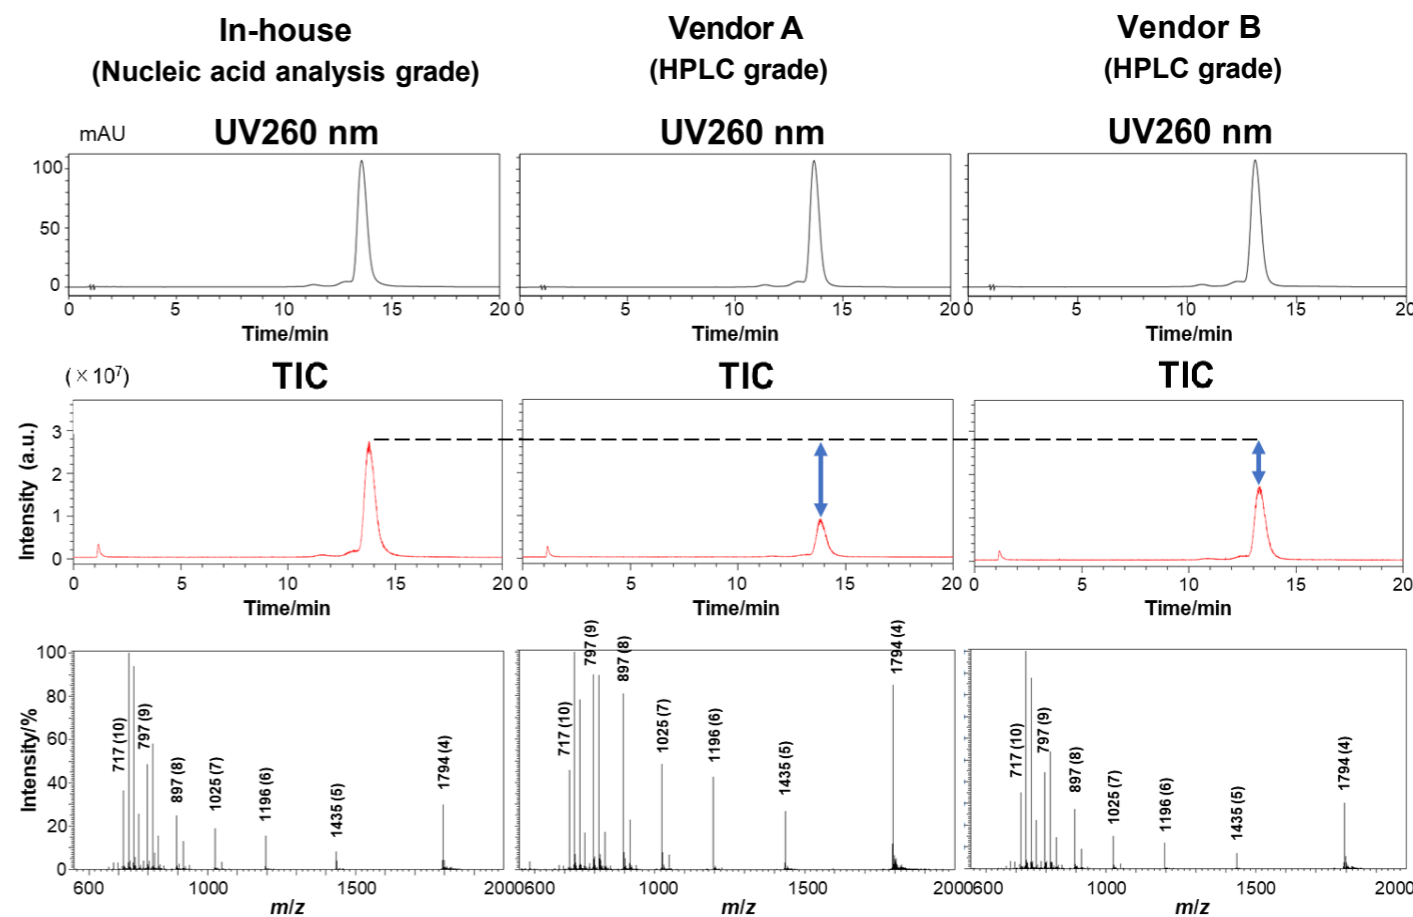 In-house
(Nucleic acid analysis grade)
Vendor A
(HPLC grade)
Vendor B
(HPLC grade)
mAU
UV260 nm
UV260 nm
UV260 nm
100
50
0
0 5 10 15 20
0 5 10 15 20
0 5 10 15 20
Time/min
Time/min
Time/min
(×10⁷)
TIC
TIC
TIC
Intensity (a.u.)
3
2
1
0
0 5 10 15 20
0 5 10 15 20
0 5 10 15 20
Time/min
Time/min
Time/min
Intensity/%
100
80
60
40
20
0
717 (10)
797 (9)
897 (8)
1025 (7)
1196 (6)
1435 (5)
1794 (4)
717 (10)
797 (9)
897 (8)
1025 (7)
1196 (6)
1435 (5)
1794 (4)
717 (10)
797 (9)
897 (8)
1025 (7)
1196 (6)
1435 (5)
1794 (4)
600 1000 1500 2000
600 1000 1500 2000
600 1000 1500 2000
m/z
m/z
m/z